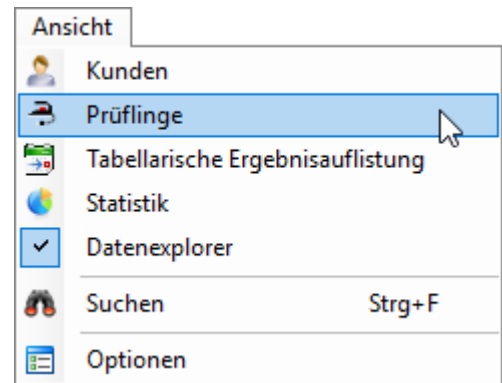 Ansicht
Kunden
Prüflinge
Tabellarische Ergebnisauflistung
Statistik
Datenexplorer
Suchen Strg+F
Optionen